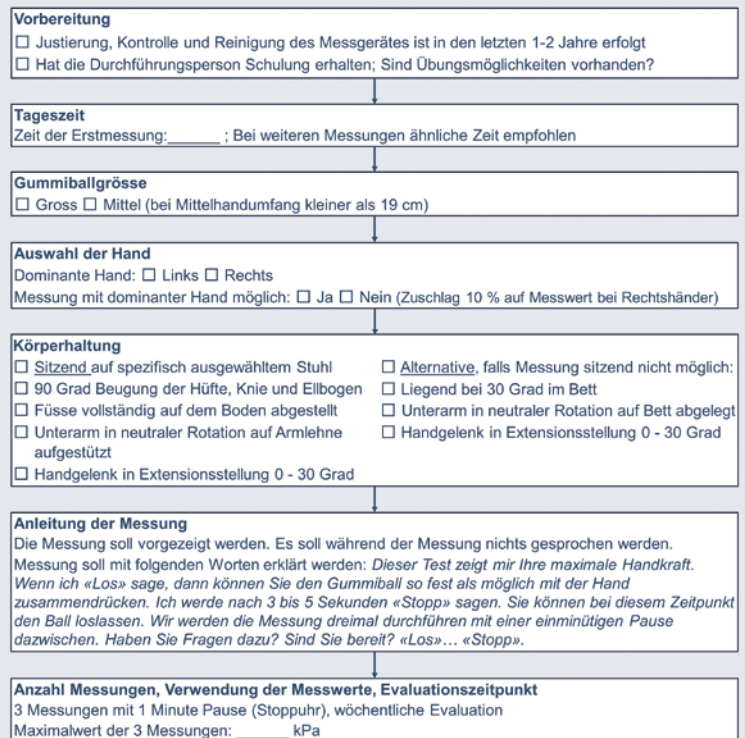 Vorbereitung
☐ Justierung, Kontrolle und Reinigung des Messgerätes ist in den letzten 1-2 Jahre erfolgt
☐ Hat die Durchführungsperson Schulung erhalten; Sind Übungsmöglichkeiten vorhanden?
Tageszeit
Zeit der Erstmessung:______ ; Bei weiteren Messungen ähnliche Zeit empfohlen
Gummiballgrösse
☐ Gross ☐ Mittel (bei Mittelhandumfang kleiner als 19 cm)
Auswahl der Hand
Dominante Hand: ☐ Links ☐ Rechts
Messung mit dominanter Hand möglich: ☐ Ja ☐ Nein (Zuschlag 10 % auf Messwert bei Rechtshänder)
Körperhaltung
☐ Sitzend auf spezifisch ausgewähltem Stuhl
☐ 90 Grad Beugung der Hüfte, Knie und Ellbogen
☐ Füsse vollständig auf dem Boden abgestellt
☐ Unterarm in neutraler Rotation auf Armlehne
aufgestützt
☐ Handgelenk in Extensionsstellung 0 - 30 Grad
☐ Alternative, falls Messung sitzend nicht möglich:
☐ Liegend bei 30 Grad im Bett
☐ Unterarm in neutraler Rotation auf Bett abgelegt
☐ Handgelenk in Extensionsstellung 0 - 30 Grad
Anleitung der Messung
Die Messung soll vorgezeigt werden. Es soll während der Messung nichts gesprochen werden.
Messung soll mit folgenden Worten erklärt werden: Dieser Test zeigt mir Ihre maximale Handkraft.
Wenn ich «Los» sage, dann können Sie den Gummiball so fest als möglich mit der Hand
zusammendrücken. Ich werde nach 3 bis 5 Sekunden «Stopp» sagen. Sie können bei diesem Zeitpunkt
den Ball loslassen. Wir werden die Messung dreimal durchführen mit einer einminütigen Pause
dazwischen. Haben Sie Fragen dazu? Sind Sie bereit? «Los»… «Stopp».
Anzahl Messungen, Verwendung der Messwerte, Evaluationszeitpunkt
3 Messungen mit 1 Minute Pause (Stoppuhr), wöchentliche Evaluation
Maximalwert der 3 Messungen: ______ kPa